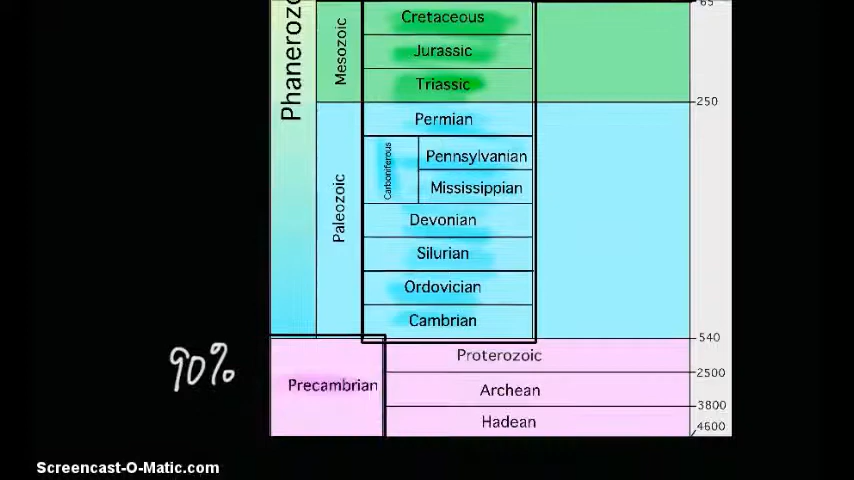 65
Phaneroz
Mesozoic
Cretaceous
Jurassic
Triassic
250
Paleozoic
Permian
Carboniferous
Pennsylvanian
Mississippian
Devonian
Silurian
Ordovician
Cambrian
540
90%
Precambrian
Proterozoic
2500
Archean
3800
Hadean
4600
Screencast-O-Matic.com